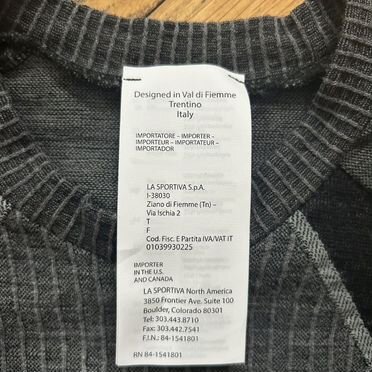 Designed in Val di Fiemme
Trentino
Italy
IMPORTATORE – IMPORTER –
IMPORTEUR – IMPORTATEUR –
IMPORTADOR
LA SPORTIVA S.p.A.
I-38030
Ziano di Fiemme (Tn) –
Via Ischia 2
T
F
Cod. Fisc. E Partita IVA/VAT IT
01039930225
IMPORTER
IN THE U.S.
AND CANADA
LA SPORTIVA North America
3850 Frontier Ave. Suite 100
Boulder, Colorado 80301
Tel: 303.443.8710
Fax: 303.442.7541
F.I.N.: 84-1541801
RN 84-1541801